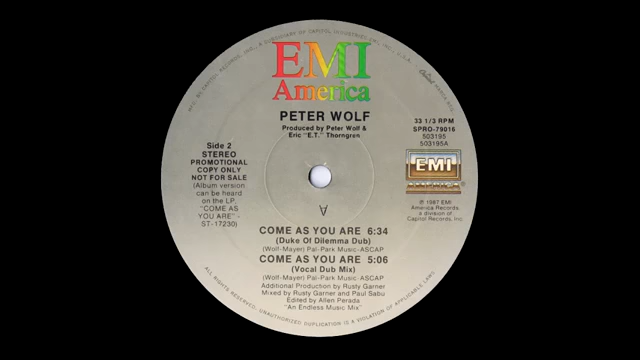 EMI
America
PETER WOLF
Produced by Peter Wolf &
Eric "E.T." Thorngren
33 1/3 RPM
SPRO-79016
503195
503195A
Side 2
STEREO
PROMOTIONAL
COPY ONLY
NOT FOR SALE
(Album version
can be heard
on the LP,
"COME AS
YOU ARE" -
ST-17230)
EMI
AMERICA
℗ 1987 EMI
America Records,
a division of
Capitol Records, Inc.
COME AS YOU ARE 6:34
(Duke Of Dilemma Dub)
(Wolf-Mayer) Pal-Park Music-ASCAP
COME AS YOU ARE 5:06
(Vocal Dub Mix)
(Wolf-Mayer) Pal-Park Music-ASCAP
Additional Production by Rusty Garner
Mixed by Rusty Garner and Paul Sabu
Edited by Allen Perada
"An Endless Music Mix"
UNAUTHORIZED DUPLICATION IS A VIOLATION OF APPLICABLE LAWS